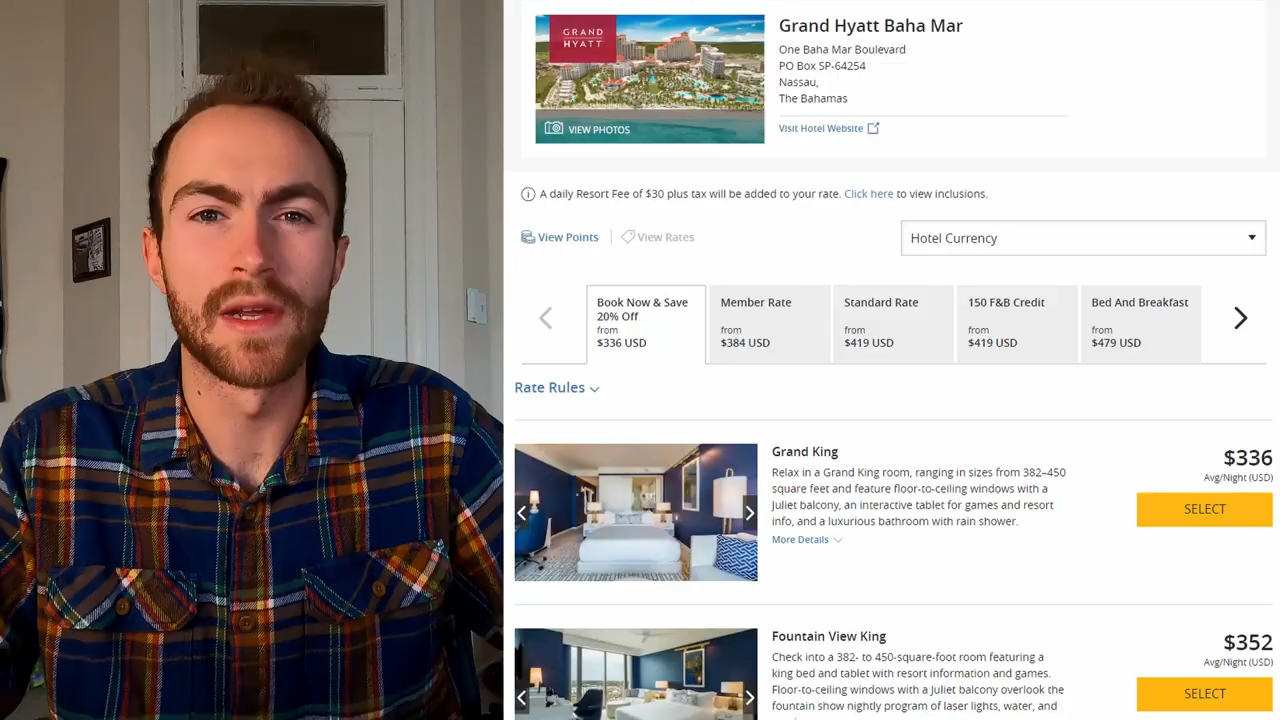 GRAND
HYATT
VIEW PHOTOS
Grand Hyatt Baha Mar
One Baha Mar Boulevard
PO Box SP-64254
Nassau,
The Bahamas
Visit Hotel Website
A daily Resort Fee of $30 plus tax will be added to your rate. Click here to view inclusions.
View Points
View Rates
Hotel Currency
Book Now & Save
20% Off
from
$336 USD
Member Rate
from
$384 USD
Standard Rate
from
$419 USD
150 F&B Credit
from
$419 USD
Bed And Breakfast
from
$479 USD
Rate Rules
Grand King
Relax in a Grand King room, ranging in sizes from 382–450
square feet and feature floor-to-ceiling windows with a
Juliet balcony, an interactive tablet for games and resort
info, and a luxurious bathroom with rain shower.
More Details
$336
Avg/Night (USD)
SELECT
Fountain View King
Check into a 382- to 450-square-foot room featuring a
king bed and tablet with resort information and games.
Floor-to-ceiling windows with a Juliet balcony overlook the
fountain show nightly program of laser lights, water, and
$352
Avg/Night (USD)
SELECT